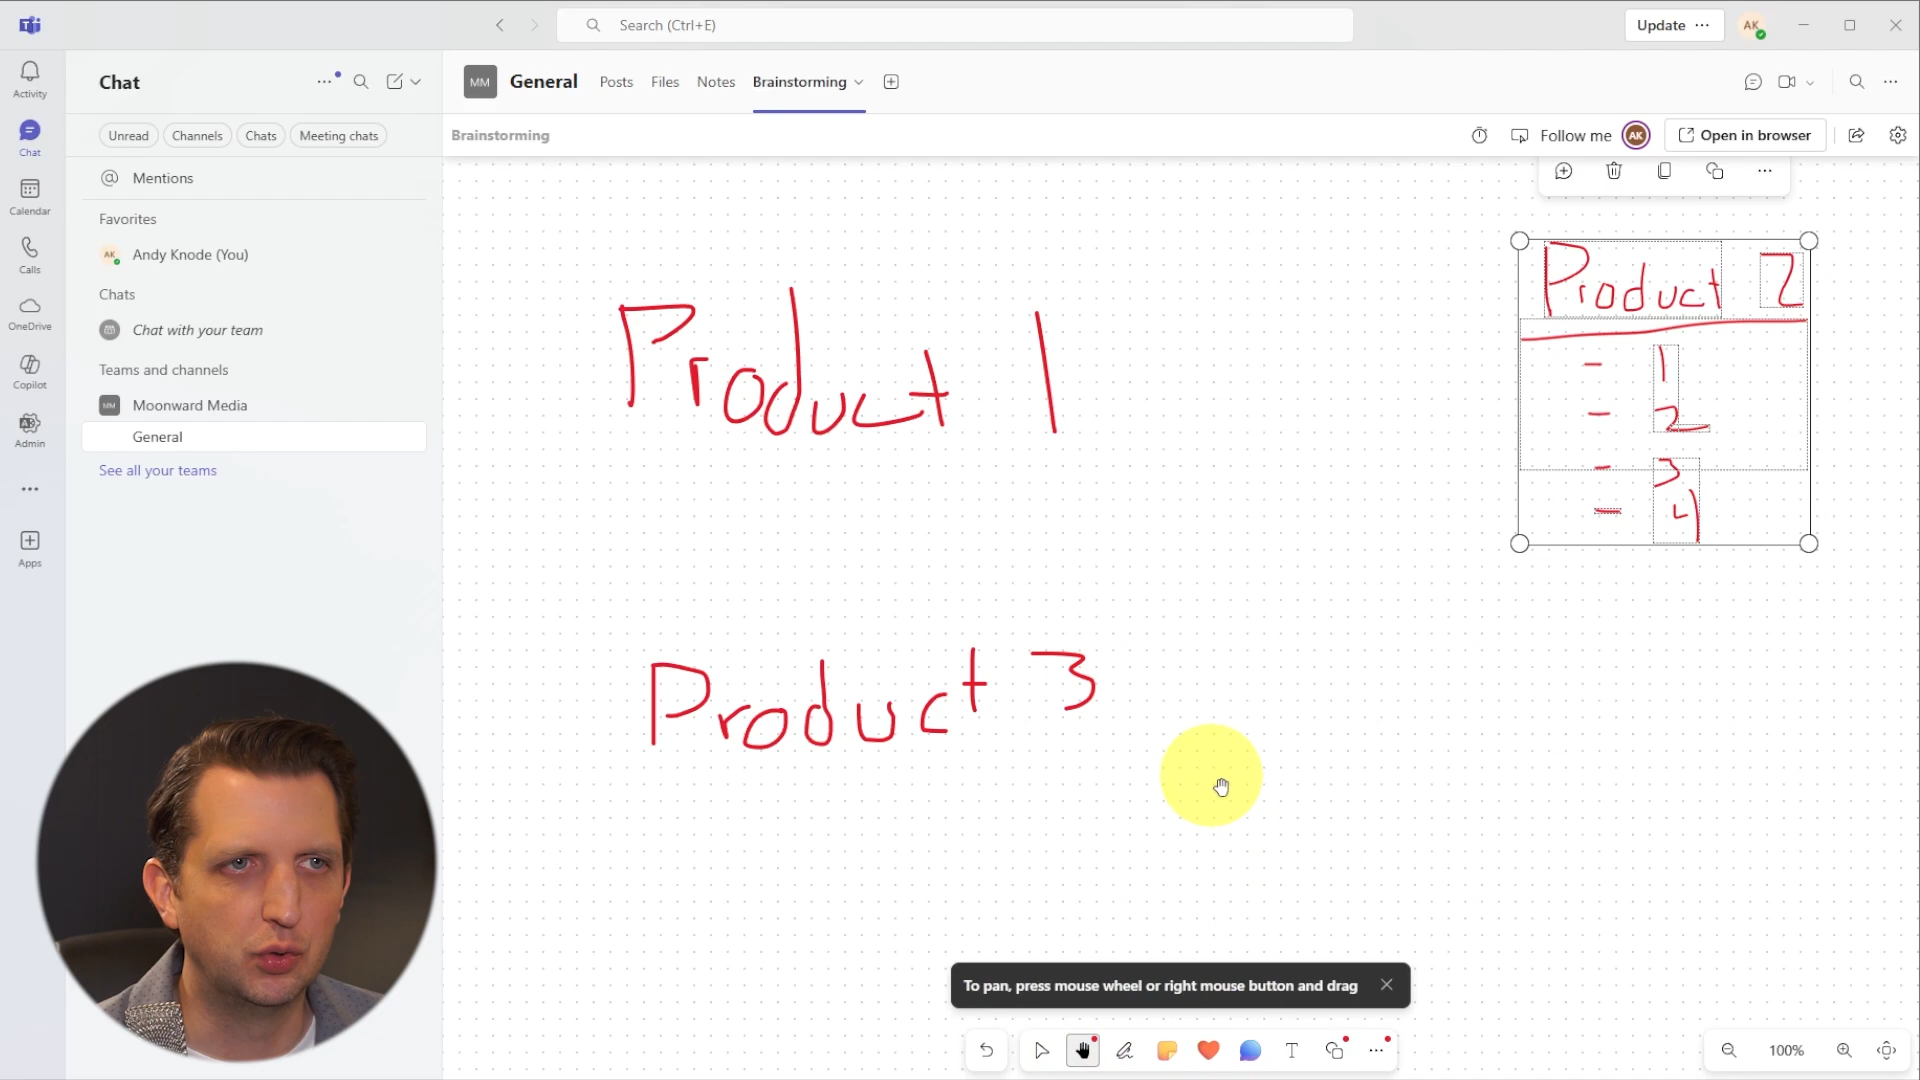 Search (Ctrl+E)
Update
AK
Activity
Chat
Calendar
Calls
OneDrive
Copilot
Admin
Apps
Chat
Unread Channels Chats Meeting chats
@ Mentions
Favorites
AK Andy Knode (You)
Chats
Chat with your team
Teams and channels
MM Moonward Media
General
See all your teams
MM General Posts Files Notes Brainstorming
Brainstorming
Follow me AK Open in browser
Product 1
Product 2
- 1
- 2
- 3
- 4
Product 3
To pan, press mouse wheel or right mouse button and drag
T
100%